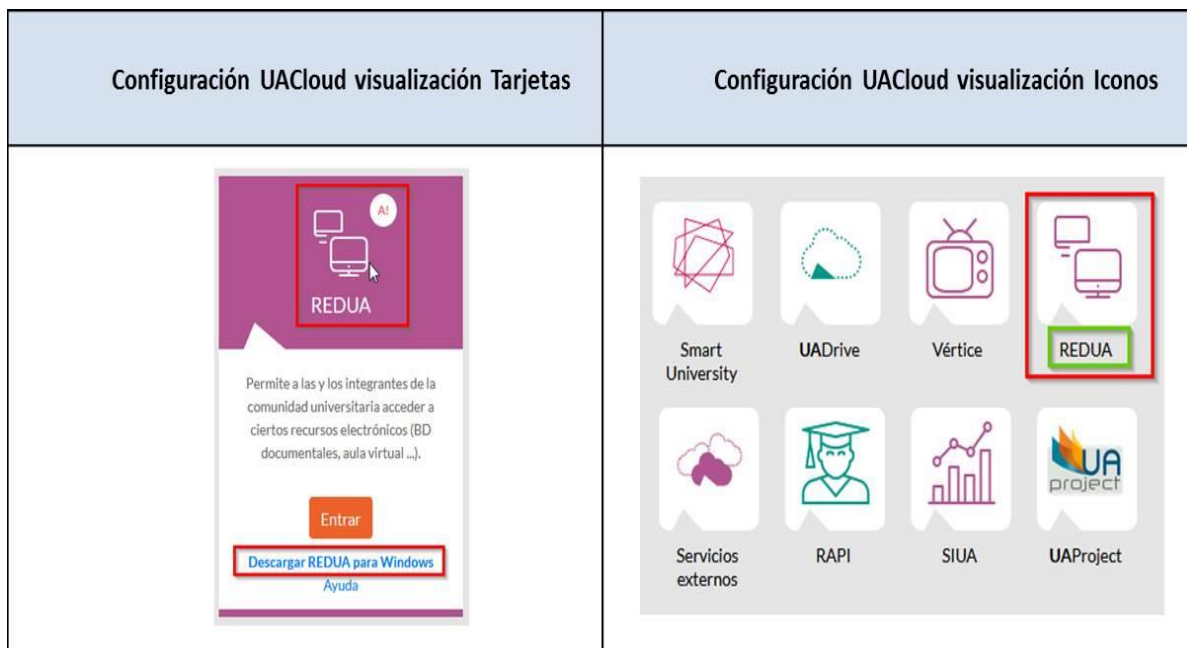 Configuración UACloud visualización Tarjetas
Configuración UACloud visualización Iconos
A!
REDUA
Permite a las y los integrantes de la
comunidad universitaria acceder a
ciertos recursos electrónicos (BD
documentales, aula virtual ...).
Entrar
Descargar REDUA para Windows
Ayuda
Smart
University
UADrive
Vértice
REDUA
Servicios
externos
RAPI
SIUA
UA
project
UAProject